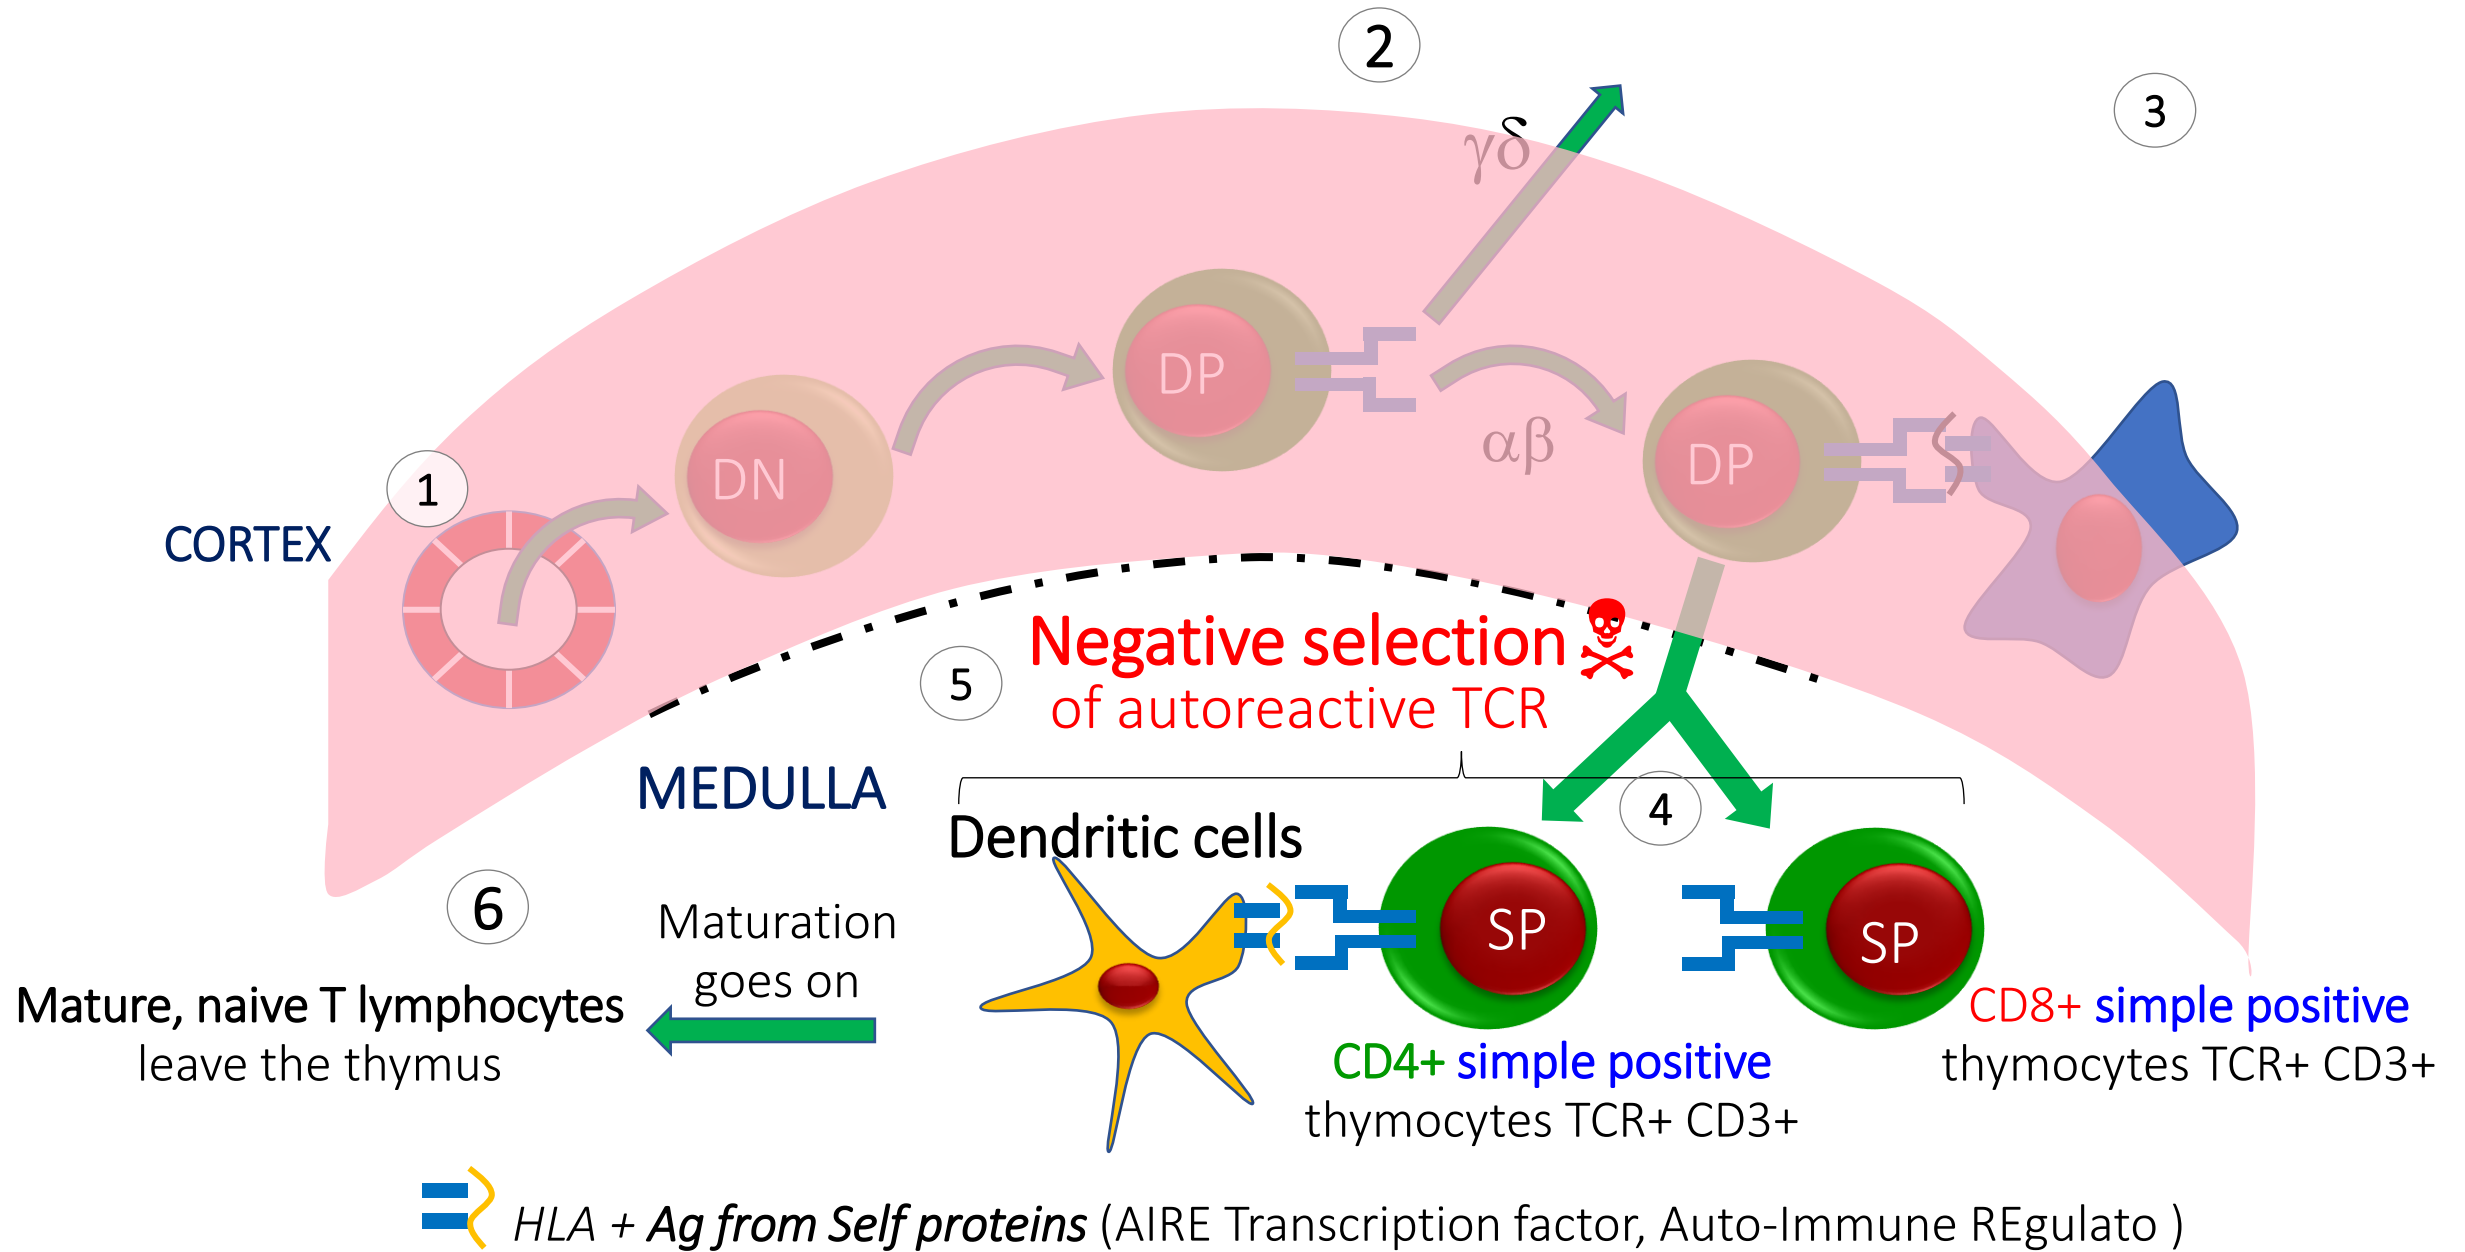 2
3
γδ
DP
DN
αβ
DP
1
CORTEX
Negative selection
of autoreactive TCR
5
MEDULLA
4
Dendritic cells
SP
SP
6
Maturation
goes on
Mature, naive T lymphocytes
leave the thymus
CD8+ simple positive
thymocytes TCR+ CD3+
CD4+ simple positive
thymocytes TCR+ CD3+
HLA + Ag from Self proteins (AIRE Transcription factor, Auto-Immune REgulato )